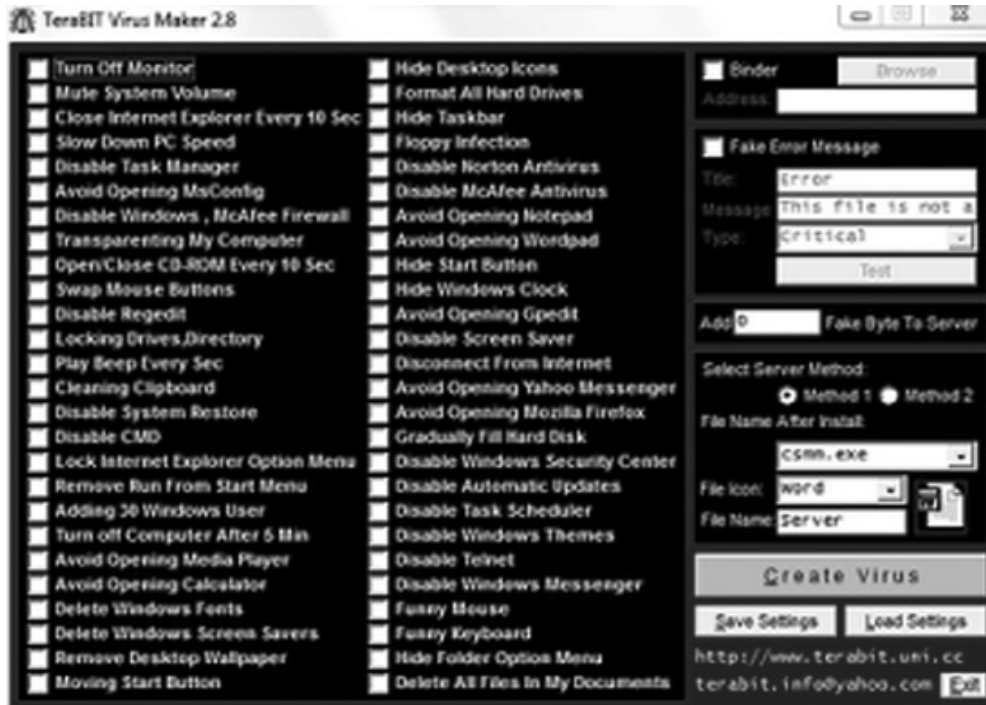 TeraBIT Virus Maker 2.8
Turn Off Monitor
Mute System Volume
Close Internet Explorer Every 10 Sec
Slow Down PC Speed
Disable Task Manager
Avoid Opening MsConfig
Disable Windows , McAfee Firewall
Transparenting My Computer
Open/Close CD-ROM Every 10 Sec
Swap Mouse Buttons
Disable Regedit
Locking Drives,Directory
Play Beep Every Sec
Cleaning Clipboard
Disable System Restore
Disable CMD
Lock Internet Explorer Option Menu
Remove Run From Start Menu
Adding 30 Windows User
Turn off Computer After 5 Min
Avoid Opening Media Player
Avoid Opening Calculator
Delete Windows Fonts
Delete Windows Screen Savers
Remove Desktop Wallpaper
Moving Start Button
Hide Desktop Icons
Format All Hard Drives
Hide Taskbar
Floppy Infection
Disable Norton Antivirus
Disable McAfee Antivirus
Avoid Opening Notepad
Avoid Opening Wordpad
Hide Start Button
Hide Windows Clock
Avoid Opening Gpedit
Disable Screen Saver
Disconnect From Internet
Avoid Opening Yahoo Messenger
Avoid Opening Mozilla Firefox
Gradually Fill Hard Disk
Disable Windows Security Center
Disable Automatic Updates
Disable Task Scheduler
Disable Windows Themes
Disable Telnet
Disable Windows Messenger
Funny Mouse
Funny Keyboard
Hide Folder Option Menu
Delete All Files In My Documents
Binder Browse
Address:
Fake Error Message
Title: Error
Message: This file is not a
Type: Critical
Test
Add 0 Fake Byte To Server
Select Server Method:
Method 1 Method 2
File Name After Install:
csmm.exe
File Icon: word
File Name: Server
Create Virus
Save Settings Load Settings
http://www.terabit.uni.cc
terabit.info@yahoo.com Exit